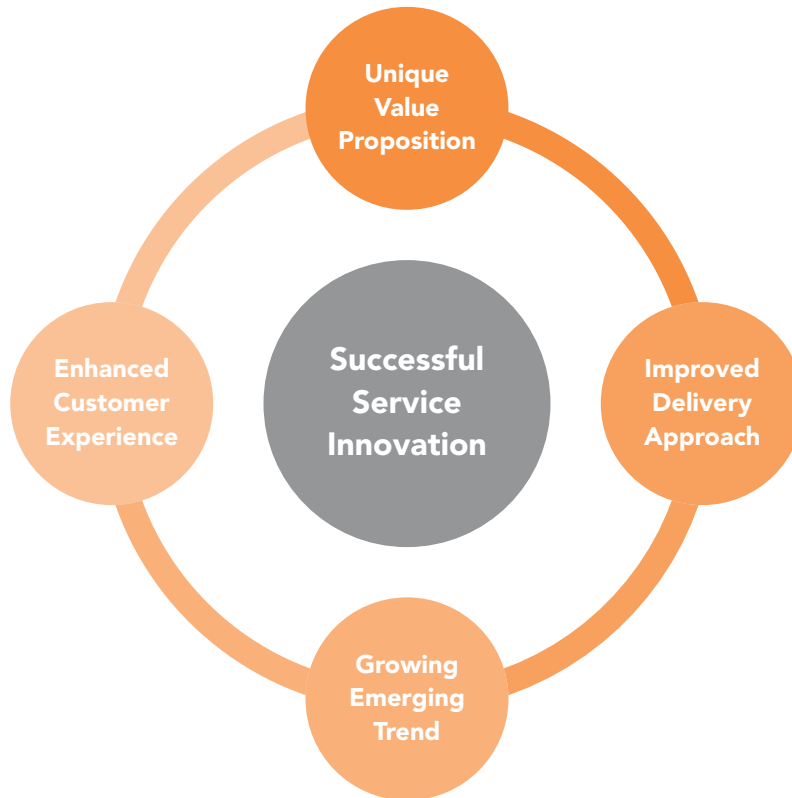 Unique
Value
Proposition
Enhanced
Customer
Experience
Successful
Service
Innovation
Improved
Delivery
Approach
Growing
Emerging
Trend